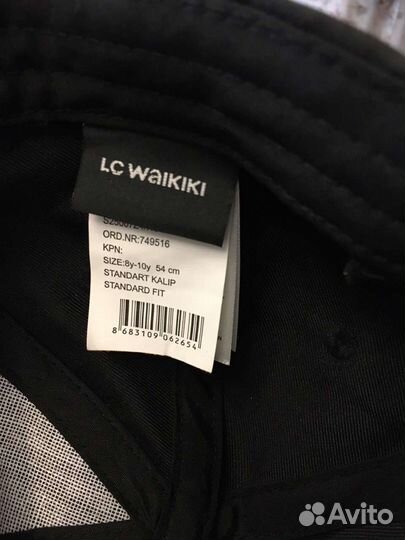 LC WAIKIKI
ORD.NR:749516
KPN:
SIZE:8y-10y 54 cm
STANDART KALIP
STANDARD FIT
8 683109 062654
Avito